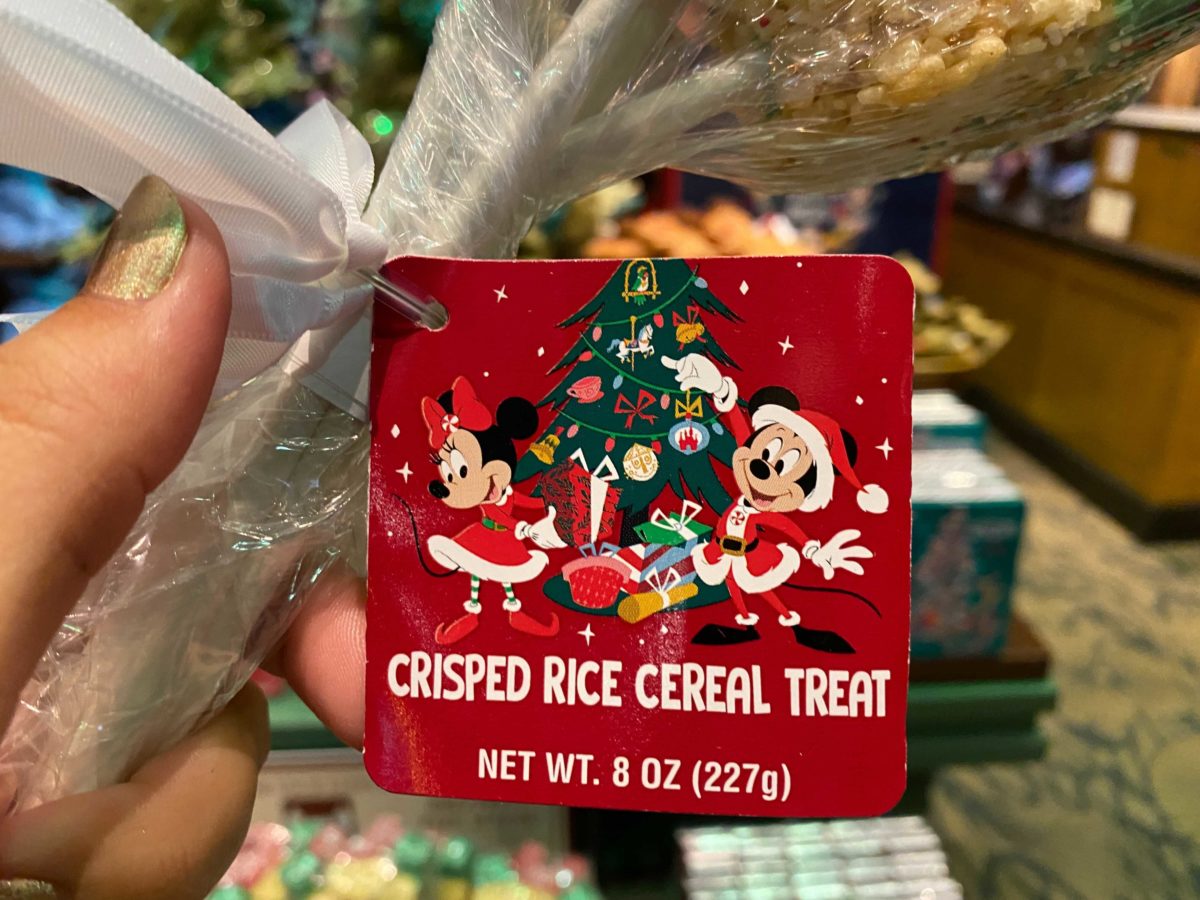 CRISPED RICE CEREAL TREAT
NET WT. 8 OZ (227g)